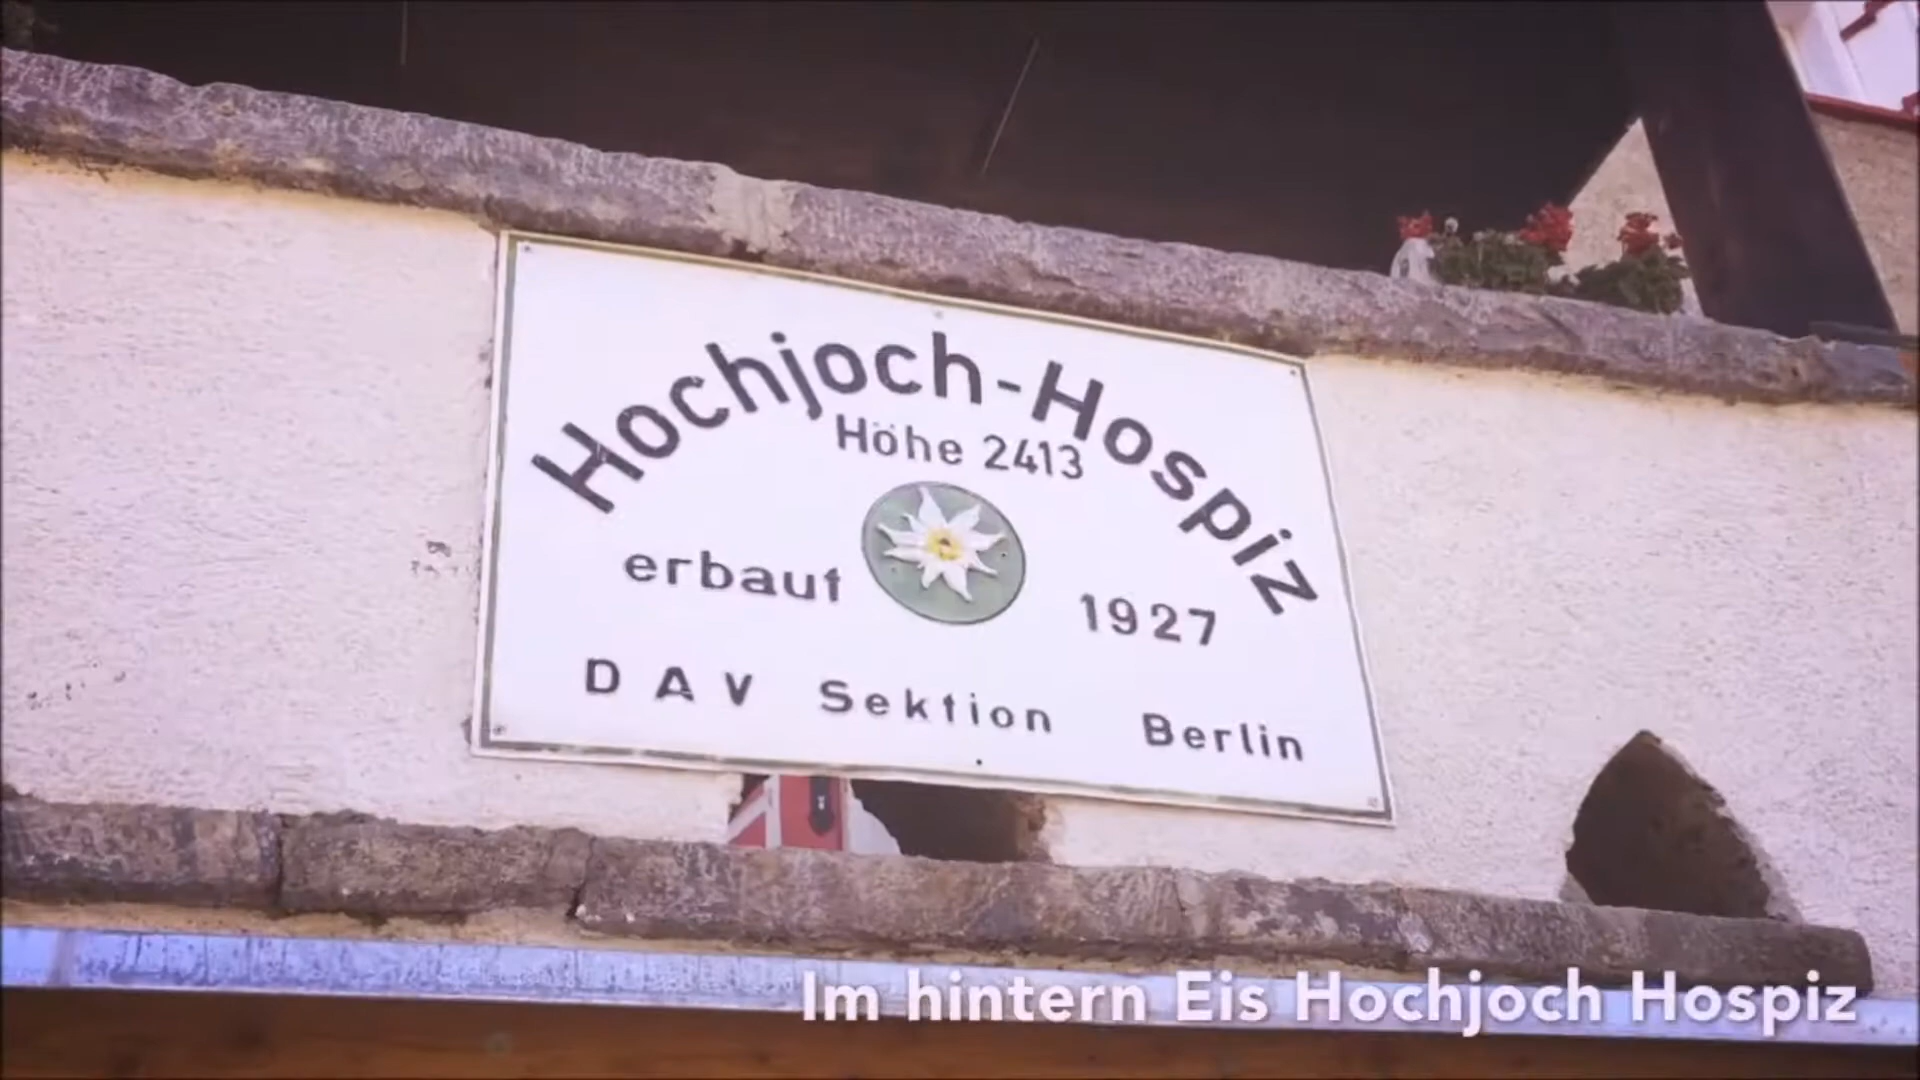 Hochjoch-Hospiz
Höhe 2413
erbaut 1927
DAV Sektion Berlin
Im hintern Eis Hochjoch Hospiz